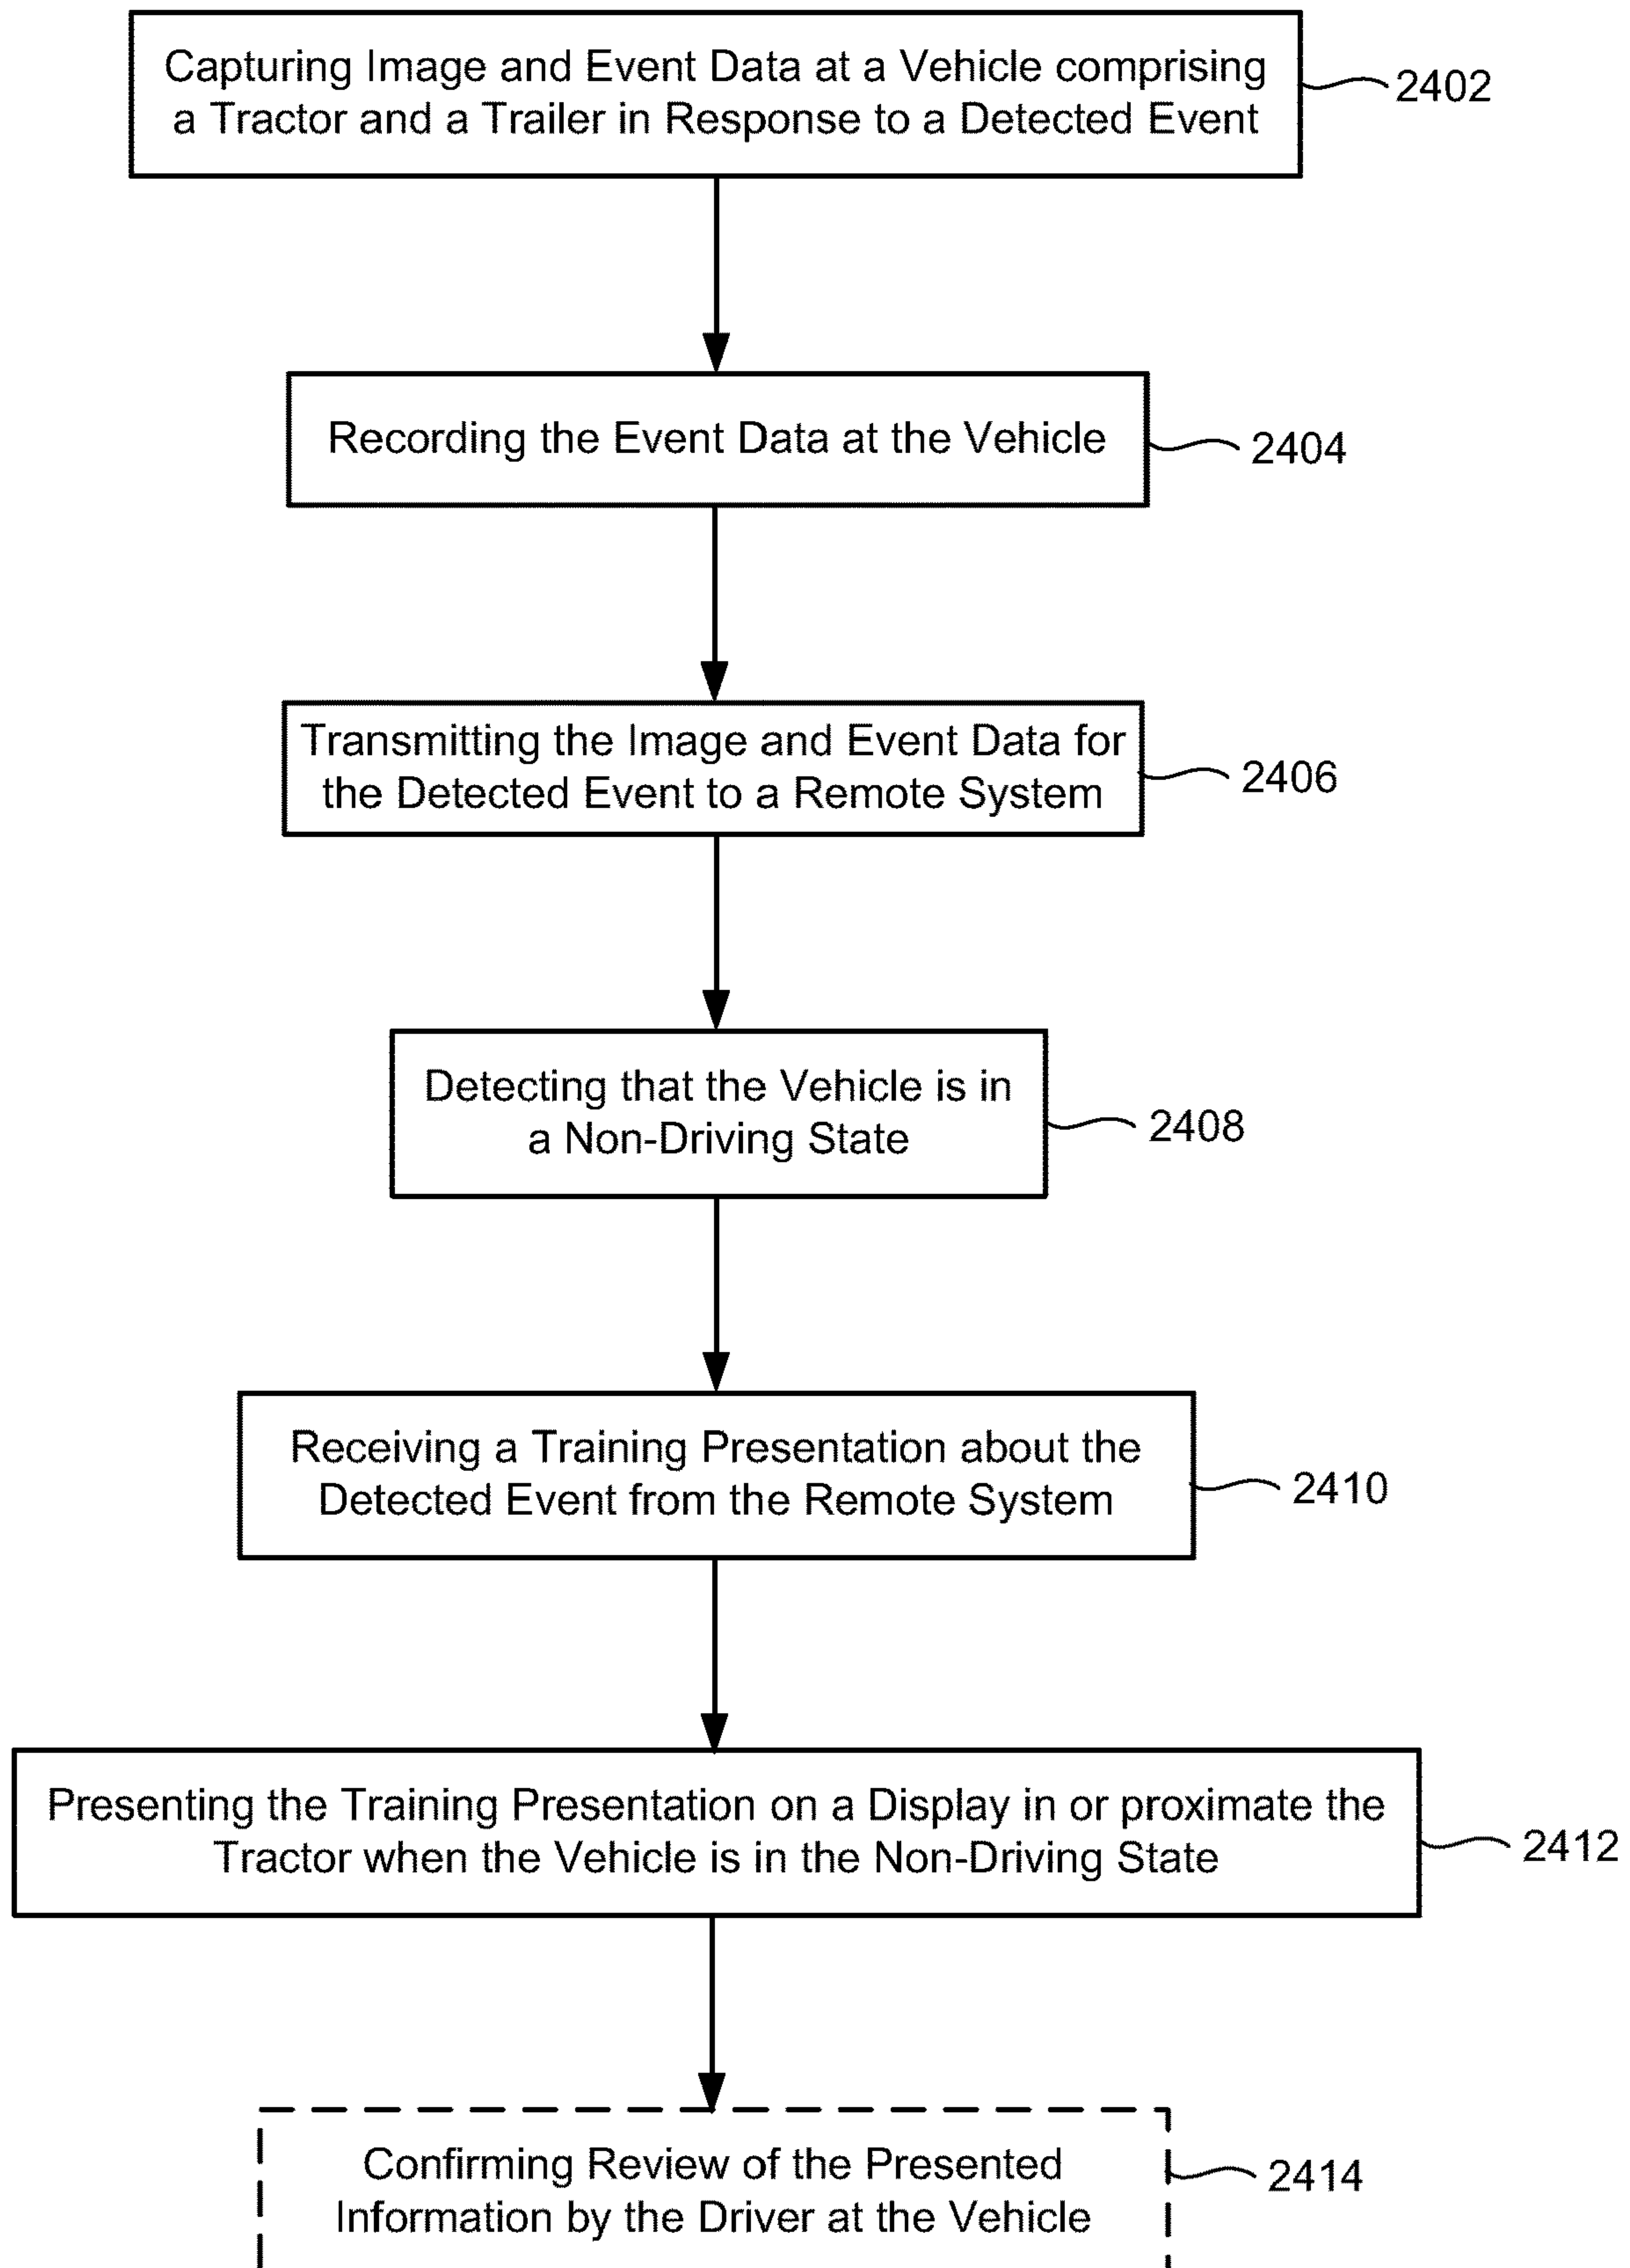 Capturing Image and Event Data at a Vehicle comprising
a Tractor and a Trailer in Response to a Detected Event
2402
Recording the Event Data at the Vehicle
2404
Transmitting the Image and Event Data for
the Detected Event to a Remote System
2406
Detecting that the Vehicle is in
a Non-Driving State
2408
Receiving a Training Presentation about the
Detected Event from the Remote System
2410
Presenting the Training Presentation on a Display in or proximate the
Tractor when the Vehicle is in the Non-Driving State
2412
Confirming Review of the Presented
Information by the Driver at the Vehicle
2414